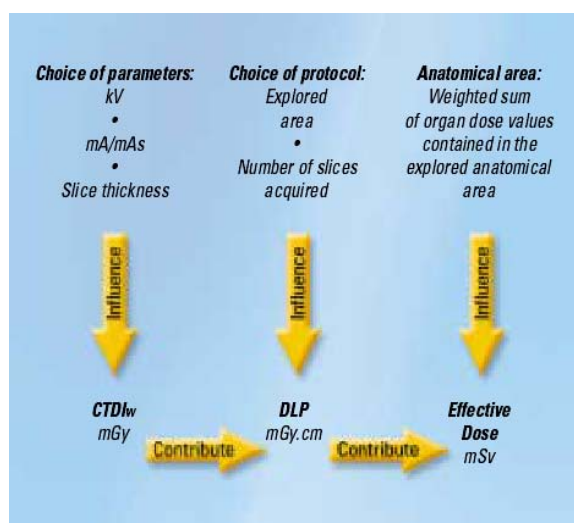 Choice of parameters:
kV
•
mA/mAs
•
Slice thickness
Choice of protocol:
Explored
area
•
Number of slices
acquired
Anatomical area:
Weighted sum
of organ dose values
contained in the
explored anatomical
area
Influence
Influence
Influence
CTDIw
mGy
Contribute
DLP
mGy.cm
Contribute
Effective
Dose
mSv